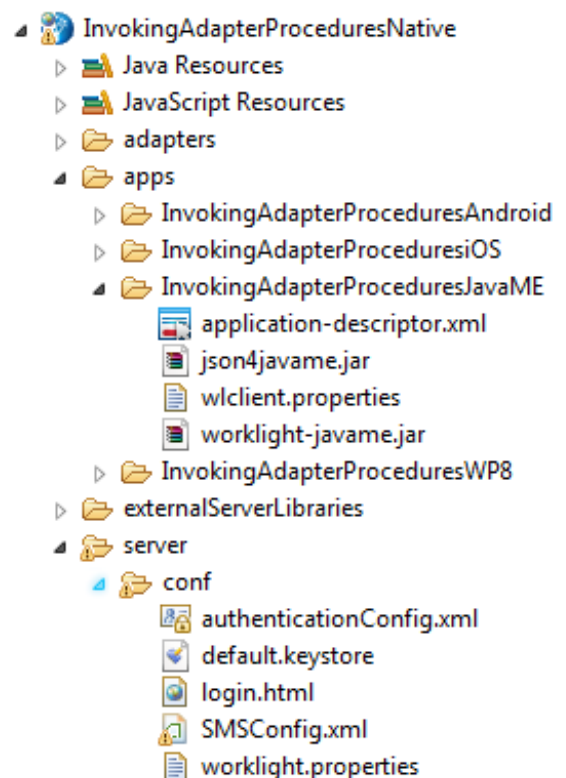 InvokingAdapterProceduresNative
Java Resources
JavaScript Resources
adapters
apps
InvokingAdapterProceduresAndroid
InvokingAdapterProceduresiOS
InvokingAdapterProceduresJavaME
application-descriptor.xml
json4javame.jar
wlclient.properties
worklight-javame.jar
InvokingAdapterProceduresWP8
externalServerLibraries
server
conf
authenticationConfig.xml
default.keystore
login.html
SMSConfig.xml
worklight.properties